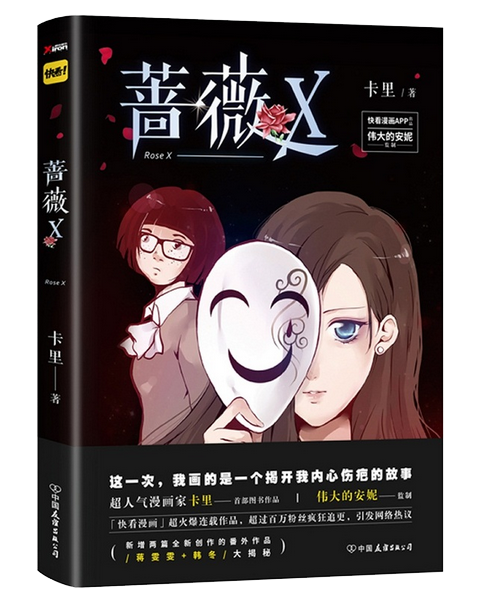 Xiron
快看!
蔷薇X
Rose X
卡里——著
中国友谊出版公司
蔷薇X
Rose X
卡里/著
快看漫画APP
伟大的安妮
——监制——
这一次，我画的是一个揭开我内心伤疤的故事
超人气漫画家卡里——首部图书作品 | 伟大的安妮——监制
「快看漫画」超火爆连载作品，超过百万粉丝疯狂追更，引发网络热议
(新增两篇全新创作的番外作品
/蒋雯雯+韩冬/大揭秘)
中国友谊出版公司